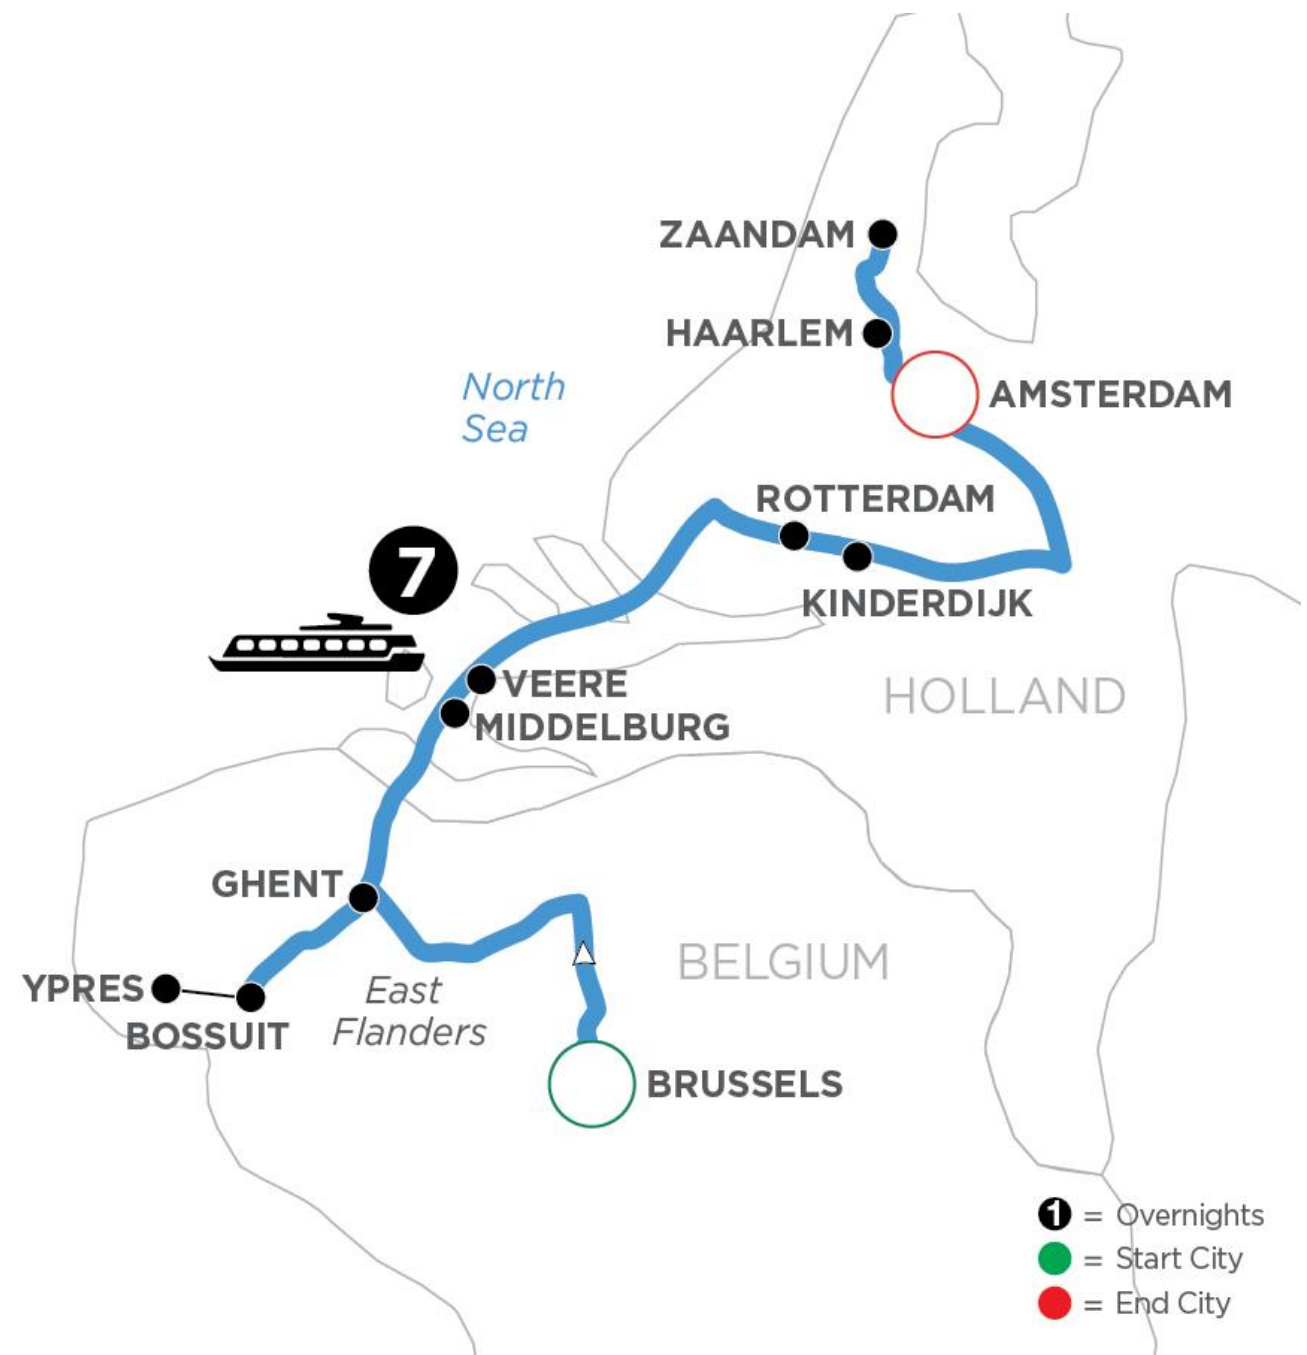 ZAANDAM
HAARLEM
North
Sea
AMSTERDAM
ROTTERDAM
7
KINDERDIJK
VEERE
HOLLAND
MIDDELBURG
GHENT
BELGIUM
YPRES
East
BOSSUIT
Flanders
BRUSSELS
1 = Overnights
= Start City
= End City